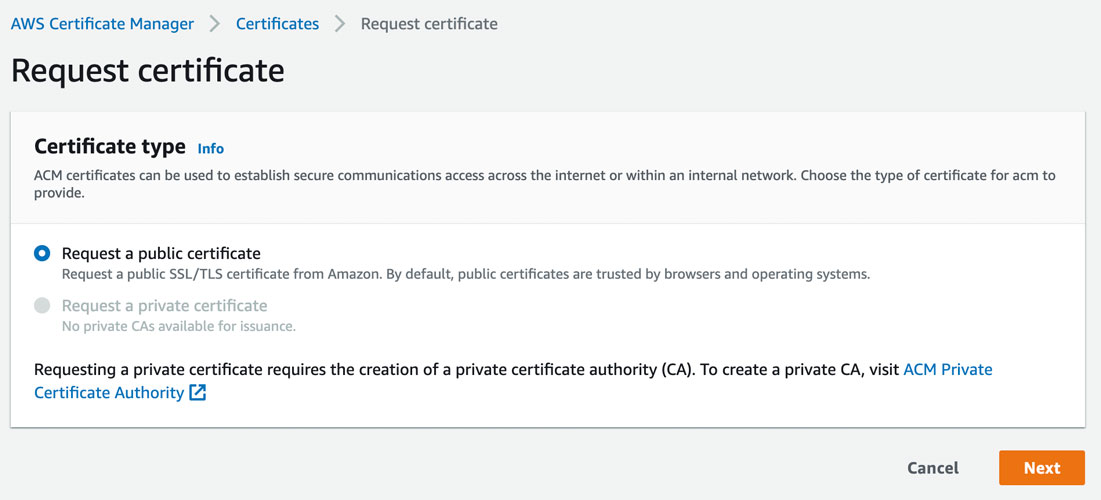 AWS Certificate Manager > Certificates > Request certificate
Request certificate
Certificate type Info
ACM certificates can be used to establish secure communications access across the internet or within an internal network. Choose the type of certificate for acm to
provide.
Request a public certificate
Request a public SSL/TLS certificate from Amazon. By default, public certificates are trusted by browsers and operating systems.
Request a private certificate
No private CAs available for issuance.
Requesting a private certificate requires the creation of a private certificate authority (CA). To create a private CA, visit ACM Private
Certificate Authority
Cancel Next